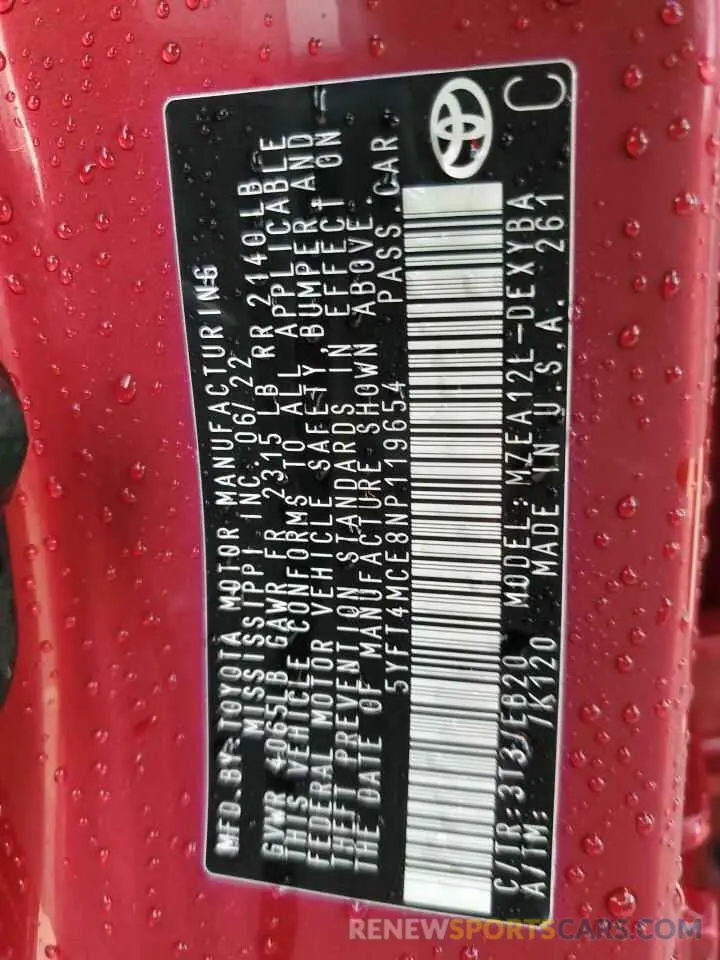 MFD.BY:TOYOTA MOTOR MANUFACTURING
MISSISSIPPI INC. 06/22
GVWR 4065LB GAWR FR 2315 LB RR 2140LB
THIS VEHICLE CONFORMS TO ALL APPLICABLE
FEDERAL MOTOR VEHICLE SAFETY,BUMPER,AND
THEFT PREVENTION STANDARDS IN EFFECT ON
THE DATE OF MANUFACTURE SHOWN ABOVE.
5YFT4MCE8NP119654 PASS.CAR
C/TR:3T3/EB20 MODEL:MZEA12L-DEXYBA
A/TM: /K120 MADE IN U.S.A. 261
C
RENEWSPORTSCARS.COM